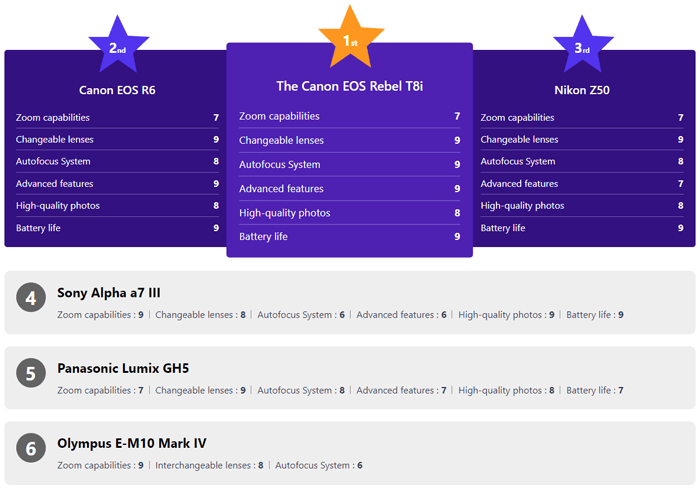 2nd
Canon EOS R6
Zoom capabilities 7
Changeable lenses 9
Autofocus System 8
Advanced features 9
High-quality photos 8
Battery life 9
1st
The Canon EOS Rebel T8i
Zoom capabilities 7
Changeable lenses 9
Autofocus System 9
Advanced features 9
High-quality photos 8
Battery life 9
3rd
Nikon Z50
Zoom capabilities 7
Changeable lenses 9
Autofocus System 8
Advanced features 7
High-quality photos 8
Battery life 9
4
Sony Alpha a7 III
Zoom capabilities : 9 | Changeable lenses : 8 | Autofocus System : 6 | Advanced features : 6 | High-quality photos : 9 | Battery life : 9
5
Panasonic Lumix GH5
Zoom capabilities : 7 | Changeable lenses : 9 | Autofocus System : 8 | Advanced features : 7 | High-quality photos : 8 | Battery life : 7
6
Olympus E-M10 Mark IV
Zoom capabilities : 9 | Interchangeable lenses : 8 | Autofocus System : 6